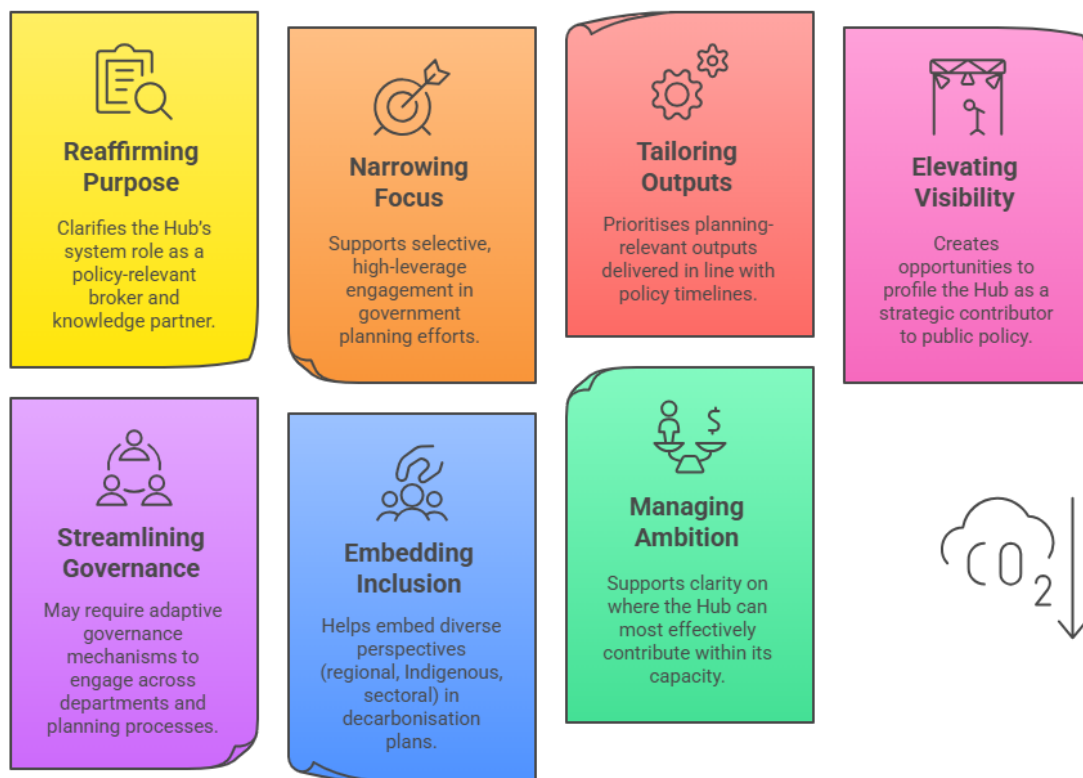 Reaffirming
Purpose
Clarifies the Hub's
system role as a
policy-relevant
broker and
knowledge partner.
Narrowing
Focus
Supports selective,
high-leverage
engagement in
government
planning efforts.
Tailoring
Outputs
Prioritises planning-
relevant outputs
delivered in line with
policy timelines.
Elevating
Visibility
Creates
opportunities to
profile the Hub as a
strategic contributor
to public policy.
Streamlining
Governance
May require adaptive
governance
mechanisms to
engage across
departments and
planning processes.
Embedding
Inclusion
Helps embed diverse
perspectives
(regional, Indigenous,
sectoral) in
decarbonisation
plans.
$
Managing
Ambition
Supports clarity on
where the Hub can
most effectively
contribute within its
capacity.
CO2